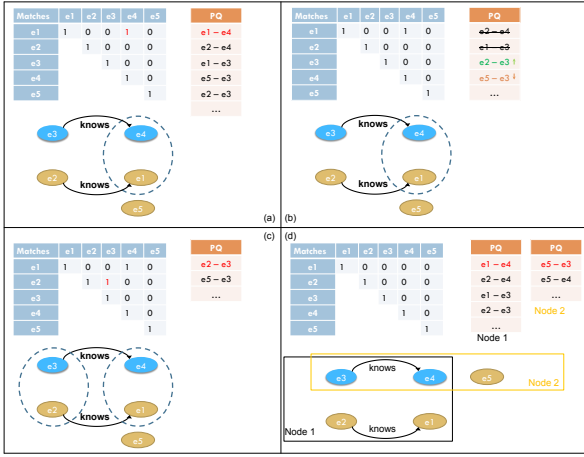 Matches e1 e2 e3 e4 e5
e1 1 0 0 1 0
e2 1 0 0 0
e3 1 0 0
e4 1 0
e5 1
PQ
e1 – e4
e2 – e4
e1 – e3
e5 – e3
e2 – e3
...
e3 knows e4
e2 knows e1
e5
(a)
Matches e1 e2 e3 e4 e5
e1 1 0 0 1 0
e2 1 0 0 0
e3 1 0 0
e4 1 0
e5 1
PQ
e2 – e4
e1 – e3
e2 – e3 ↑
e5 – e3 ↓
...
e3 knows e4
e2 knows e1
e5
(b)
(c)
Matches e1 e2 e3 e4 e5
e1 1 0 0 1 0
e2 1 1 0 0
e3 1 0 0
e4 1 0
e5 1
PQ
e2 – e3
e5 – e3
...
e3 knows e4
e2 knows e1
e5
(d)
Matches e1 e2 e3 e4 e5
e1 1 0 0 1 0
e2 1 0 0 0
e3 1 0 0
e4 1 0
e5 1
PQ
e1 – e4
e2 – e4
e1 – e3
e2 – e3
...
Node 1
PQ
e5 – e3
e5 – e4
...
Node 2
knows
e3 e4 e5
Node 2
e2 knows e1
Node 1